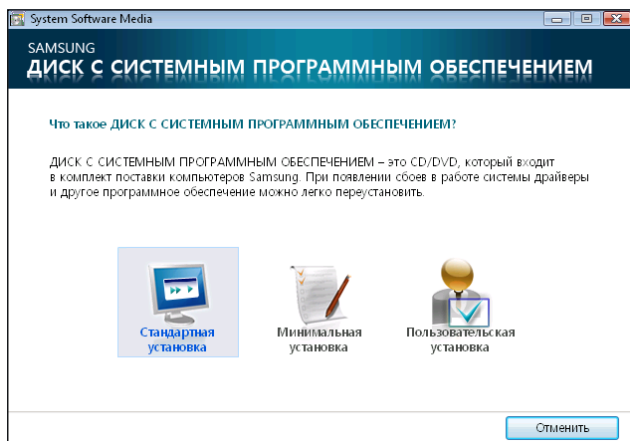 System Software Media
SAMSUNG
ДИСК С СИСТЕМНЫМ ПРОГРАММНЫМ ОБЕСПЕЧЕНИЕМ
Что такое ДИСК С СИСТЕМНЫМ ПРОГРАММНЫМ ОБЕСПЕЧЕНИЕМ?
ДИСК С СИСТЕМНЫМ ПРОГРАММНЫМ ОБЕСПЕЧЕНИЕМ – это CD/DVD, который входит
в комплект поставки компьютеров Samsung. При появлении сбоев в работе системы драйверы
и другое программное обеспечение можно легко переустановить.
Стандартная
установка
Минимальная
установка
Пользовательская
установка
Отменить